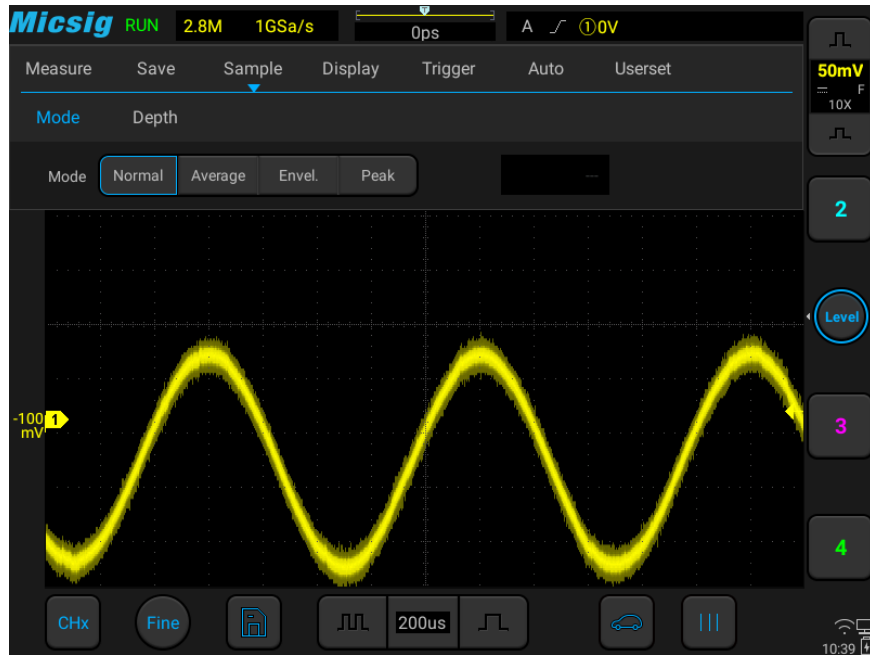 Micsig RUN 2.8M 1GSa/s T 0ps A ①0V
Measure Save Sample Display Trigger Auto Userset
50mV
F
10X
Mode Depth
Mode Normal Average Envel. Peak ---
2
Level
-100 1
mV
3
4
CHx Fine 200us
10:39